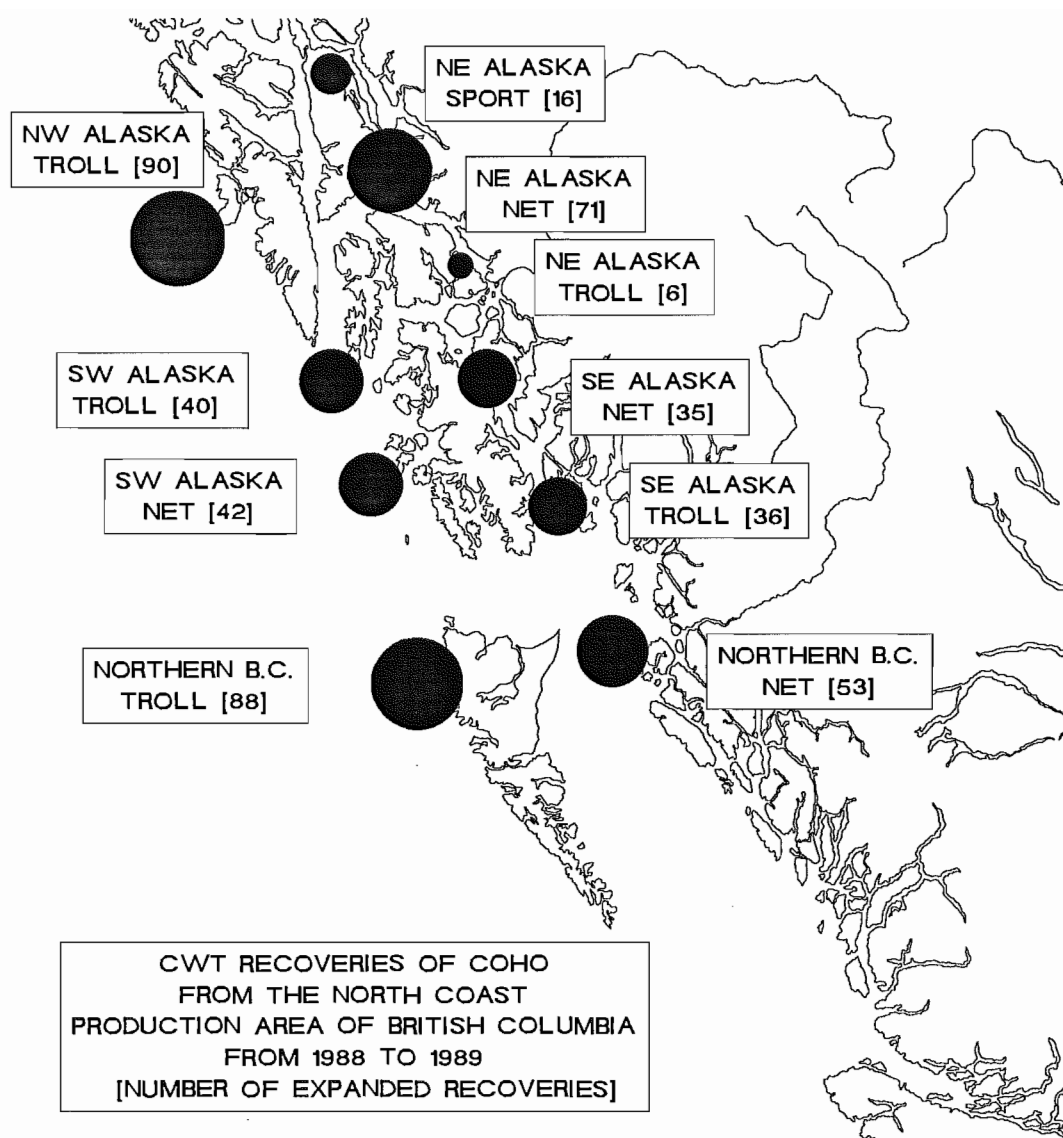 NE ALASKA
SPORT [16]
NW ALASKA
TROLL [90]
NE ALASKA
NET [71]
NE ALASKA
TROLL [6]
SW ALASKA
TROLL [40]
SE ALASKA
NET [35]
SW ALASKA
NET [42]
SE ALASKA
TROLL [36]
NORTHERN B.C.
TROLL [88]
NORTHERN B.C.
NET [53]
CWT RECOVERIES OF COHO
FROM THE NORTH COAST
PRODUCTION AREA OF BRITISH COLUMBIA
FROM 1988 TO 1989
[NUMBER OF EXPANDED RECOVERIES]